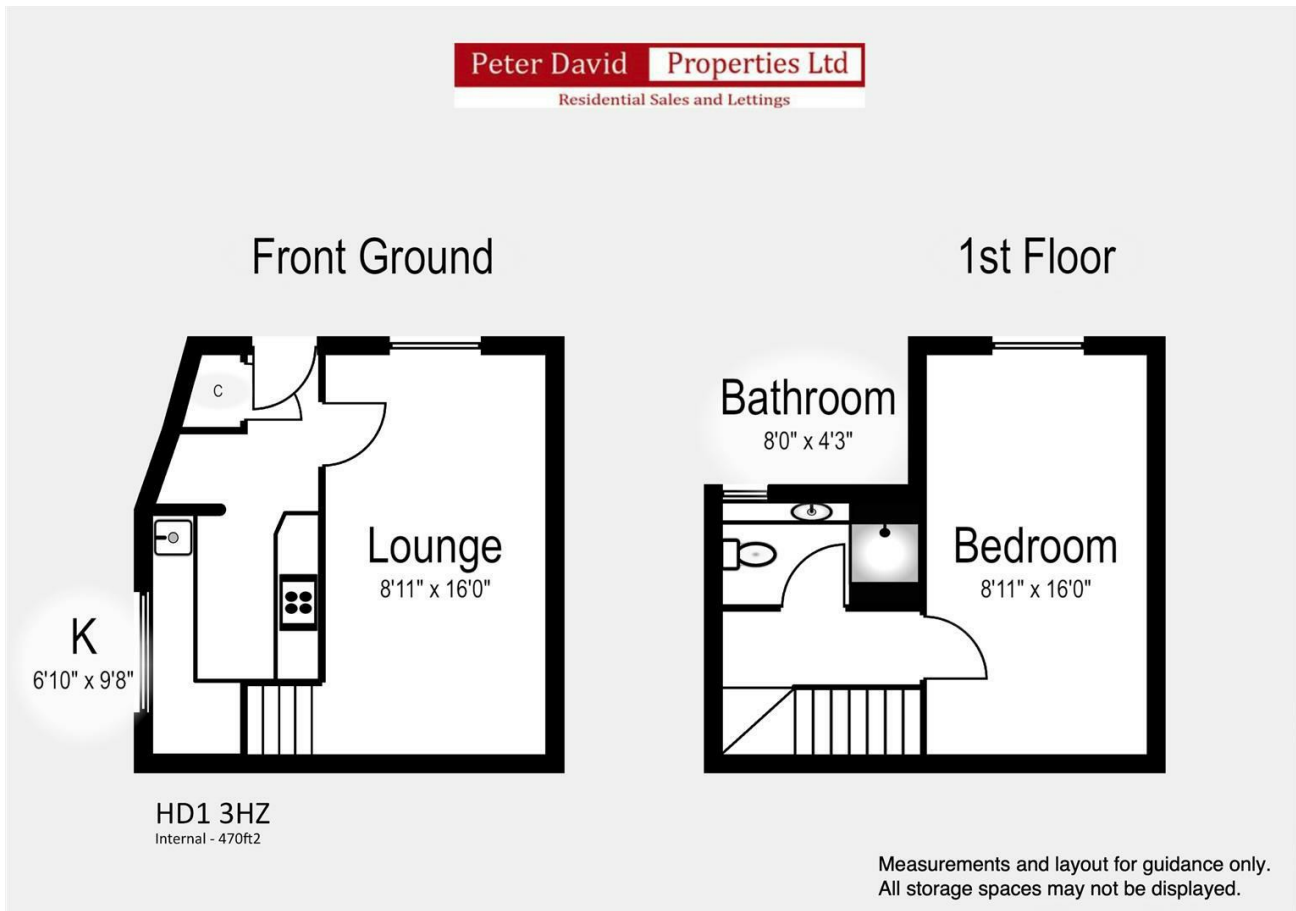 Peter David Properties Ltd
Residential Sales and Lettings
Front Ground
1st Floor
C
Bathroom
8'0" x 4'3"
Lounge
8'11" x 16'0"
Bedroom
8'11" x 16'0"
K
6'10" x 9'8"
HD1 3HZ
Internal - 470ft2
Measurements and layout for guidance only.
All storage spaces may not be displayed.